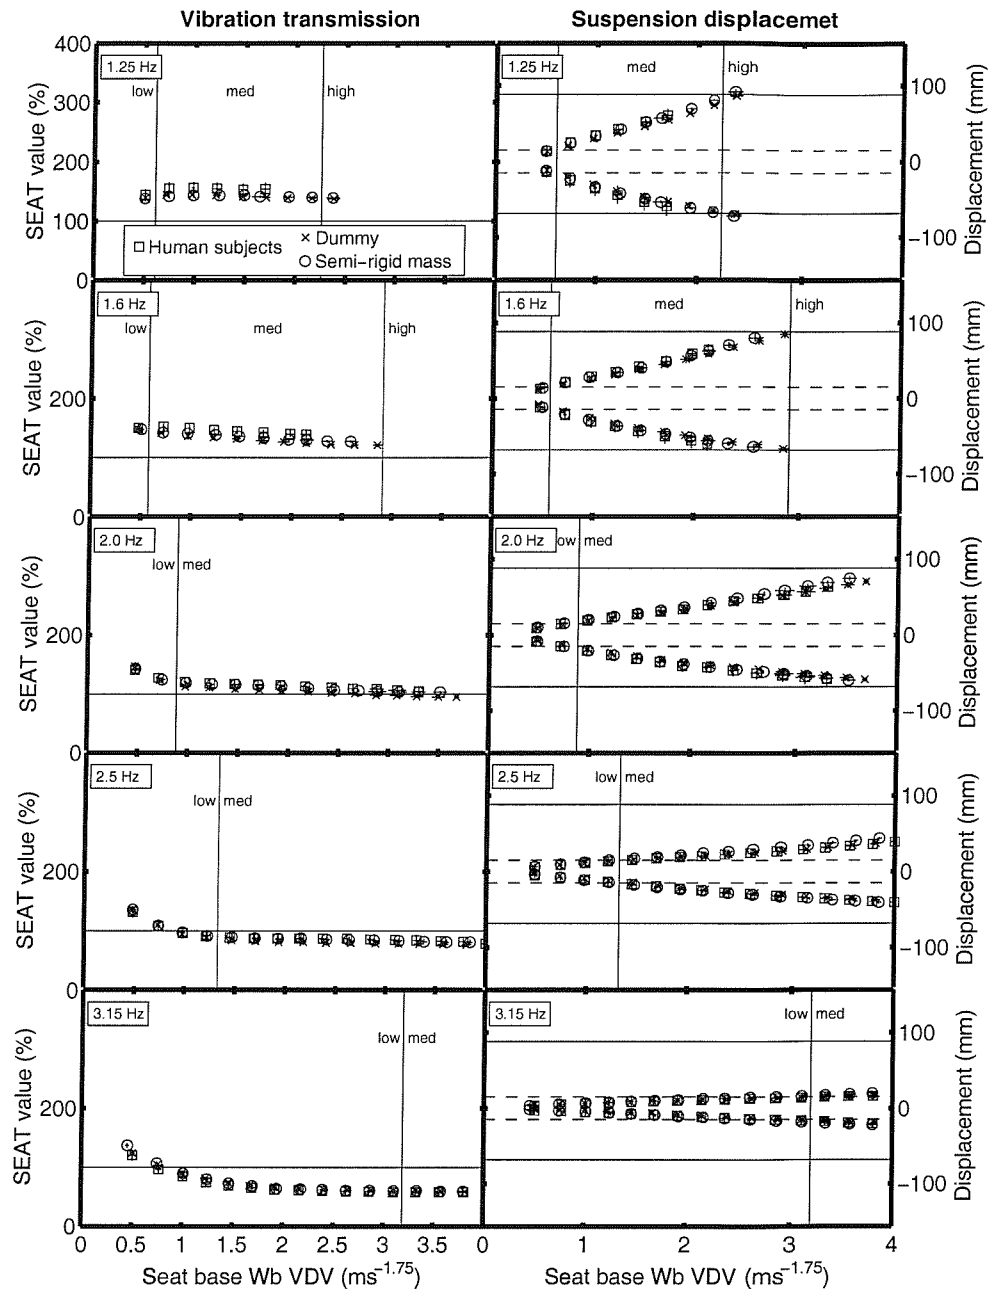 Vibration transmission
Suspension displacemet
SEAT value (%)
400
300
200
100
0
1.25 Hz
low
med
high
□ Human subjects
× Dummy
○ Semi-rigid mass
1.25 Hz
med
high
100
0
−100
Displacement (mm)
SEAT value (%)
200
0
1.6 Hz
low
med
high
1.6 Hz
med
high
100
0
−100
Displacement (mm)
SEAT value (%)
200
0
2.0 Hz
low med
2.0 Hz
ow med
100
0
−100
Displacement (mm)
SEAT value (%)
200
0
2.5 Hz
low med
2.5 Hz
low med
100
0
−100
Displacement (mm)
SEAT value (%)
200
0
3.15 Hz
low med
3.15 Hz
low med
100
0
−100
Displacement (mm)
0 0.5 1 1.5 2 2.5 3 3.5 0 1 2 3 4
Seat base Wb VDV (ms−1.75)
Seat base Wb VDV (ms−1.75)